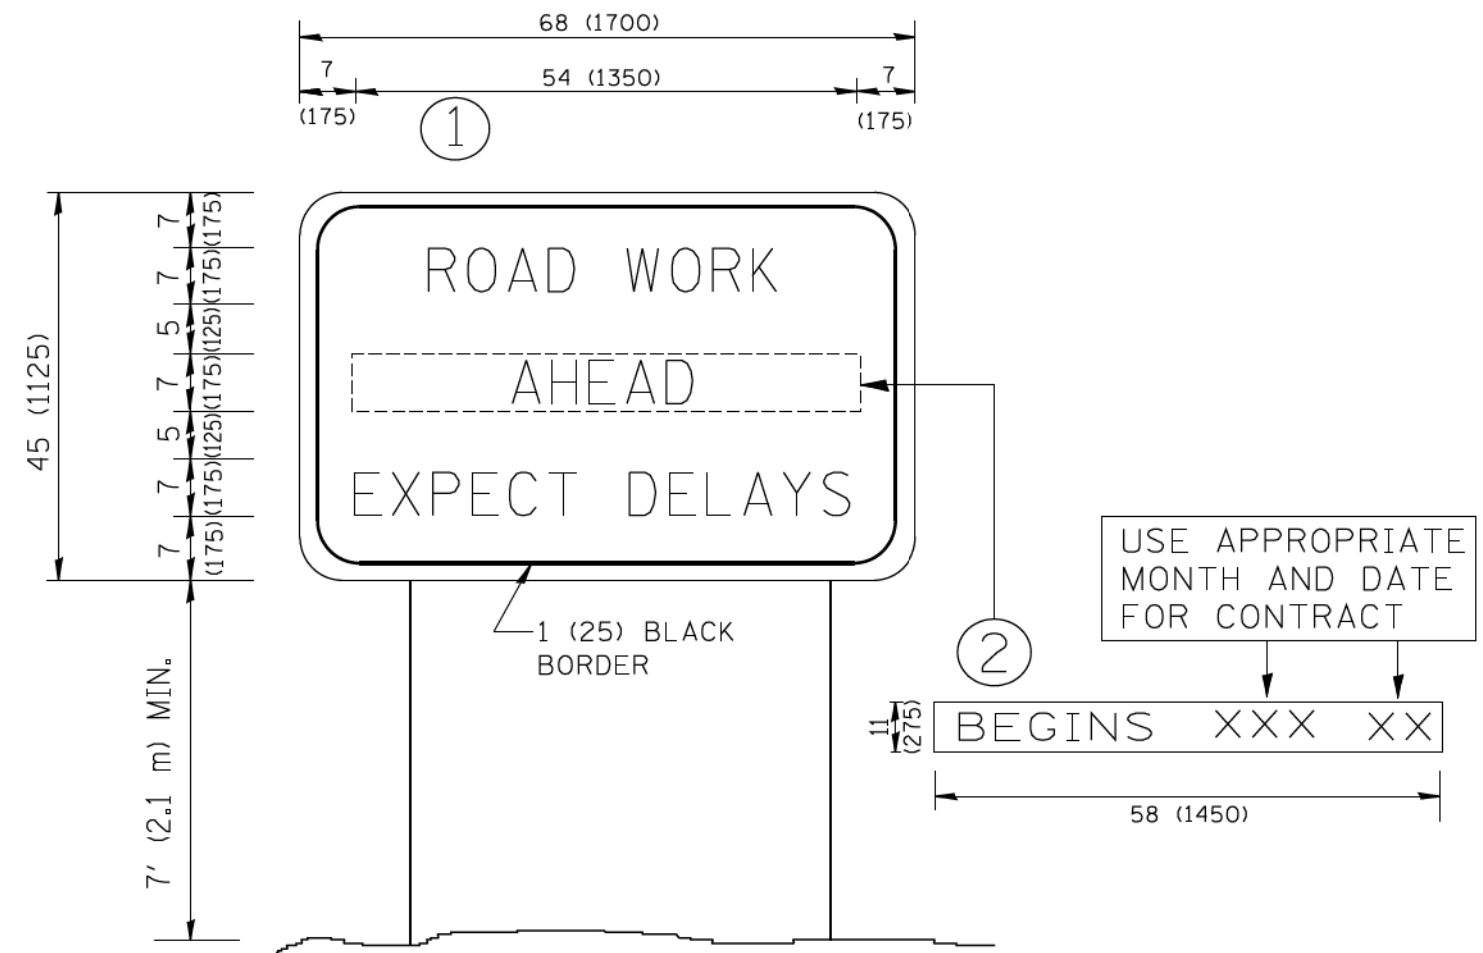 68 (1700)
7
54 (1350)
7
(175)
(175)
1
7
(175)
7
(175)
5
(125)
7
(175)
5
(125)
7
(175)
7
(175)
45 (1125)
ROAD WORK
AHEAD
EXPECT DELAYS
1 (25) BLACK
BORDER
7' (2.1 m) MIN.
USE APPROPRIATE
MONTH AND DATE
FOR CONTRACT
2
11
(275)
BEGINS XXX XX
58 (1450)